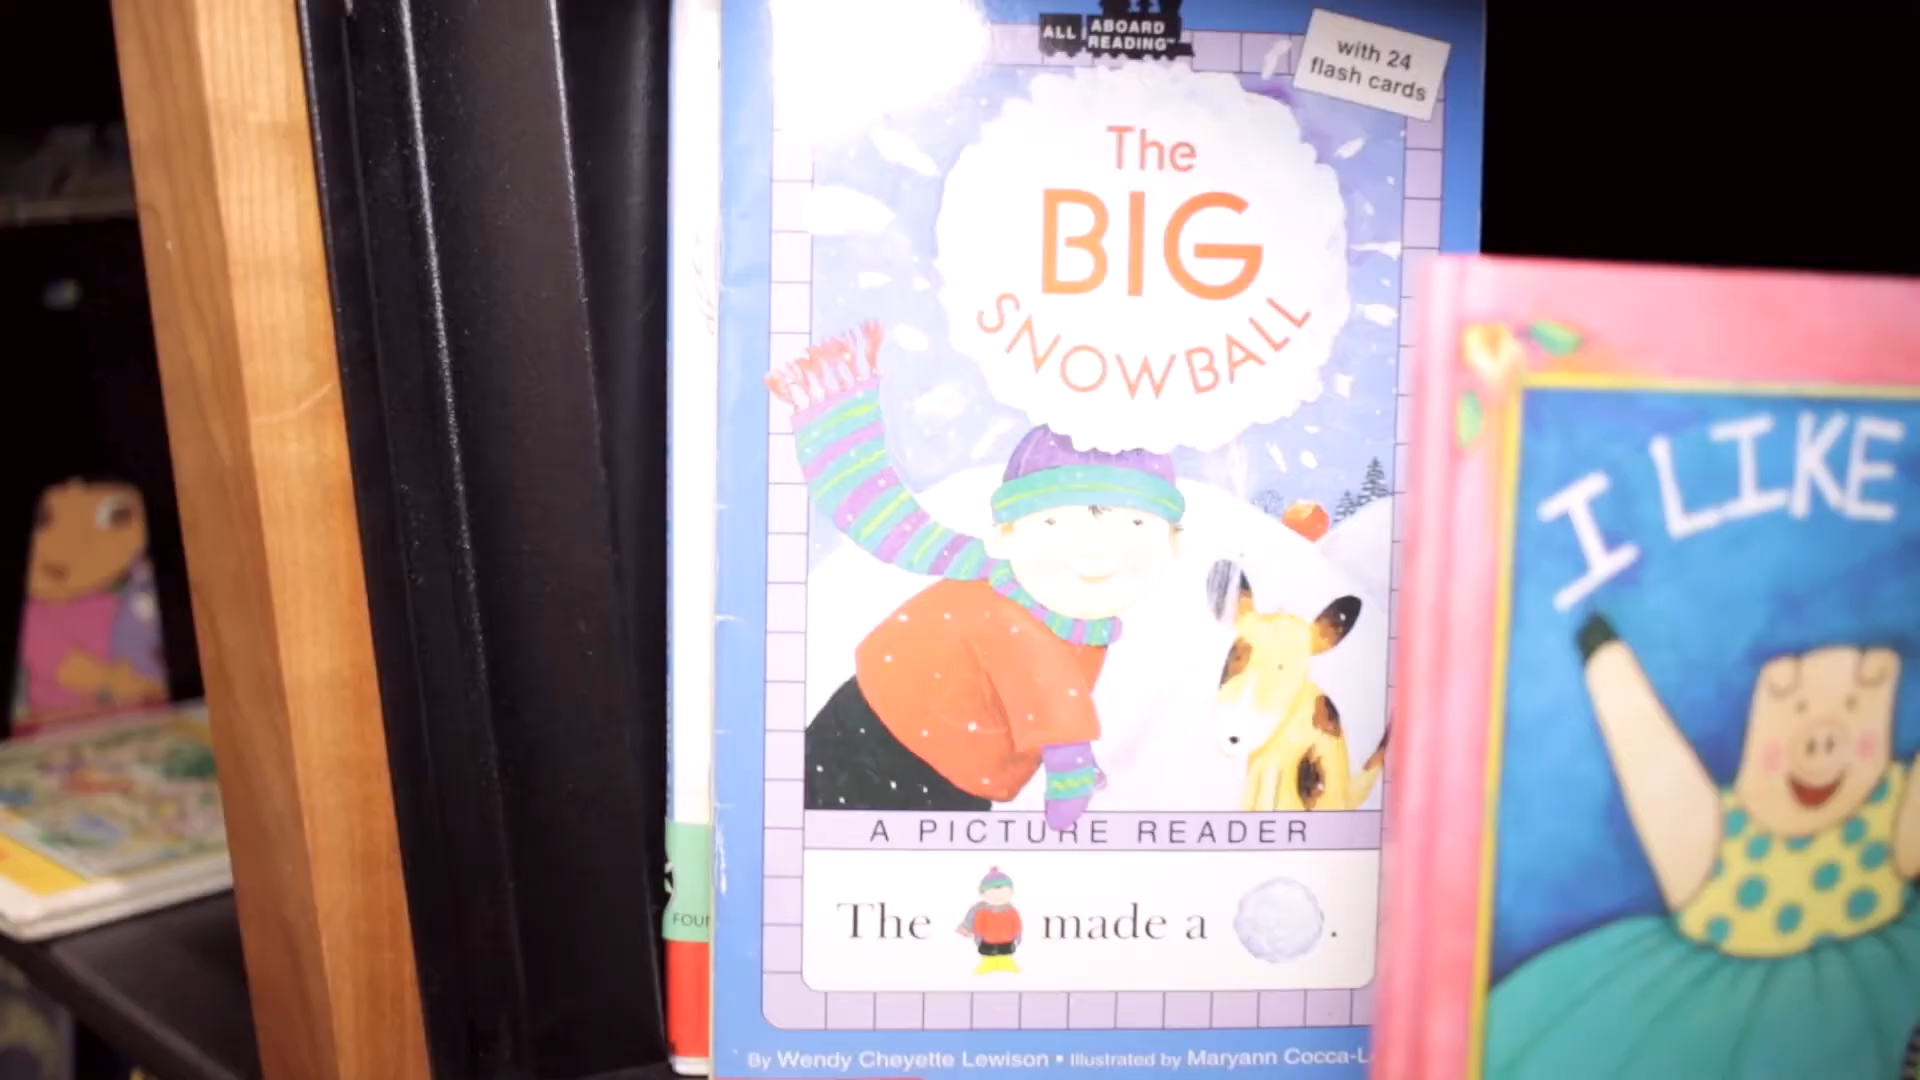 ALL ABOARD
READING™
with 24
flash cards
The
BIG
SNOWBALL
I LIKE
A PICTURE READER
The made a .
By Wendy Cheyette Lewison • Illustrated by Maryann